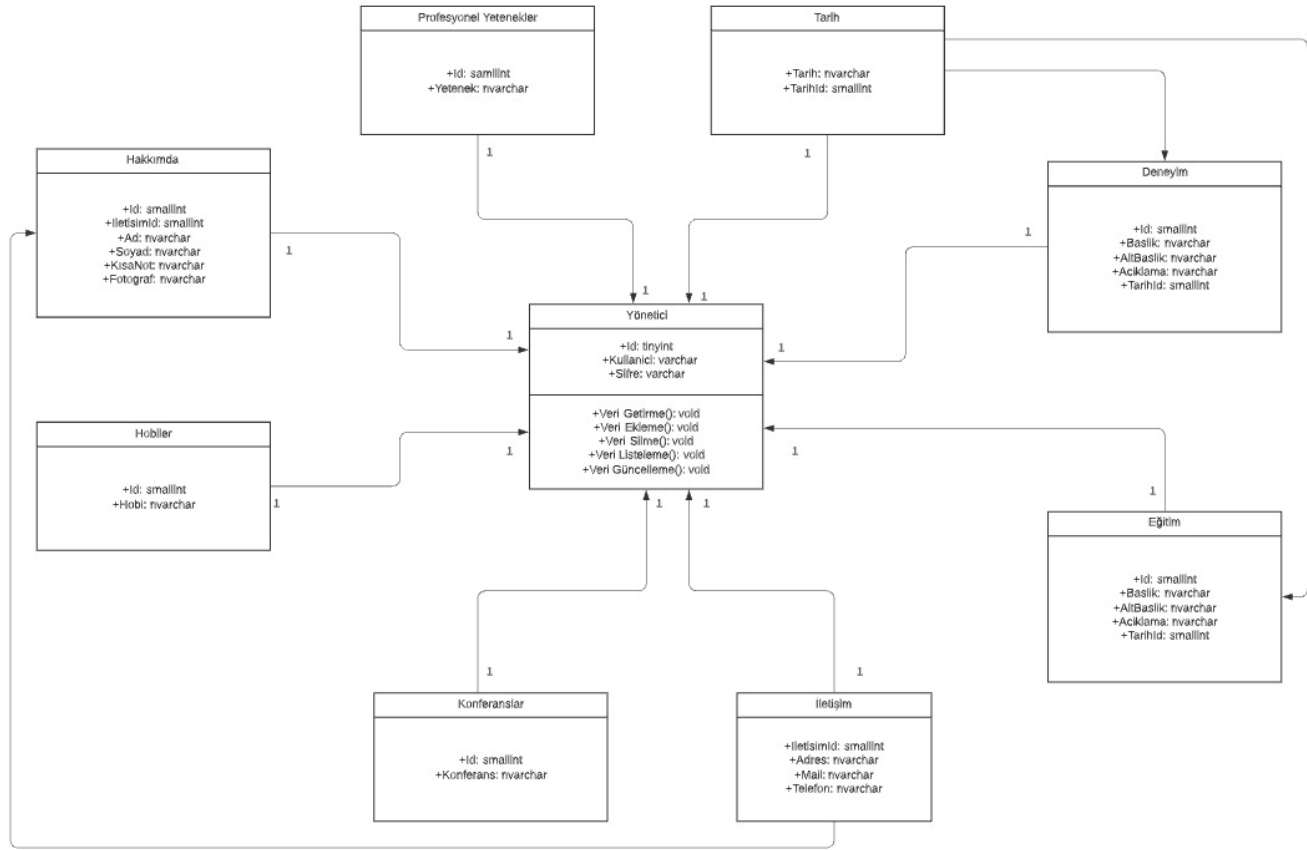 Profesyonel Yetenekler
+Id: samllint
+Yetenek: nvarchar
1
Tarih
+Tarih: nvarchar
+TarihId: smallint
1
Hakkımda
+Id: smallint
+IletisimId: smallint
+Ad: nvarchar
+Soyad: nvarchar
+KısaNot: nvarchar
+Fotograf: nvarchar
1
Deneyim
+Id: smallint
+Baslik: nvarchar
+AltBaslik: nvarchar
+Aciklama: nvarchar
+TarihId: smallint
1
1
1
1
1
Yönetici
+Id: tinyint
+Kullanici: varchar
+Sifre: varchar
+Veri Getirme(): void
+Veri Ekleme(): void
+Veri Silme(): void
+Veri Listeleme(): void
+Veri Güncelleme(): void
1
1
1
1
Hobiler
+Id: smallint
+Hobi: nvarchar
1
Eğitim
+Id: smallint
+Baslik: nvarchar
+AltBaslik: nvarchar
+Aciklama: nvarchar
+TarihId: smallint
1
Konferanslar
+Id: smallint
+Konferans: nvarchar
1
İletişim
+IletisimId: smallint
+Adres: nvarchar
+Mail: nvarchar
+Telefon: nvarchar
1